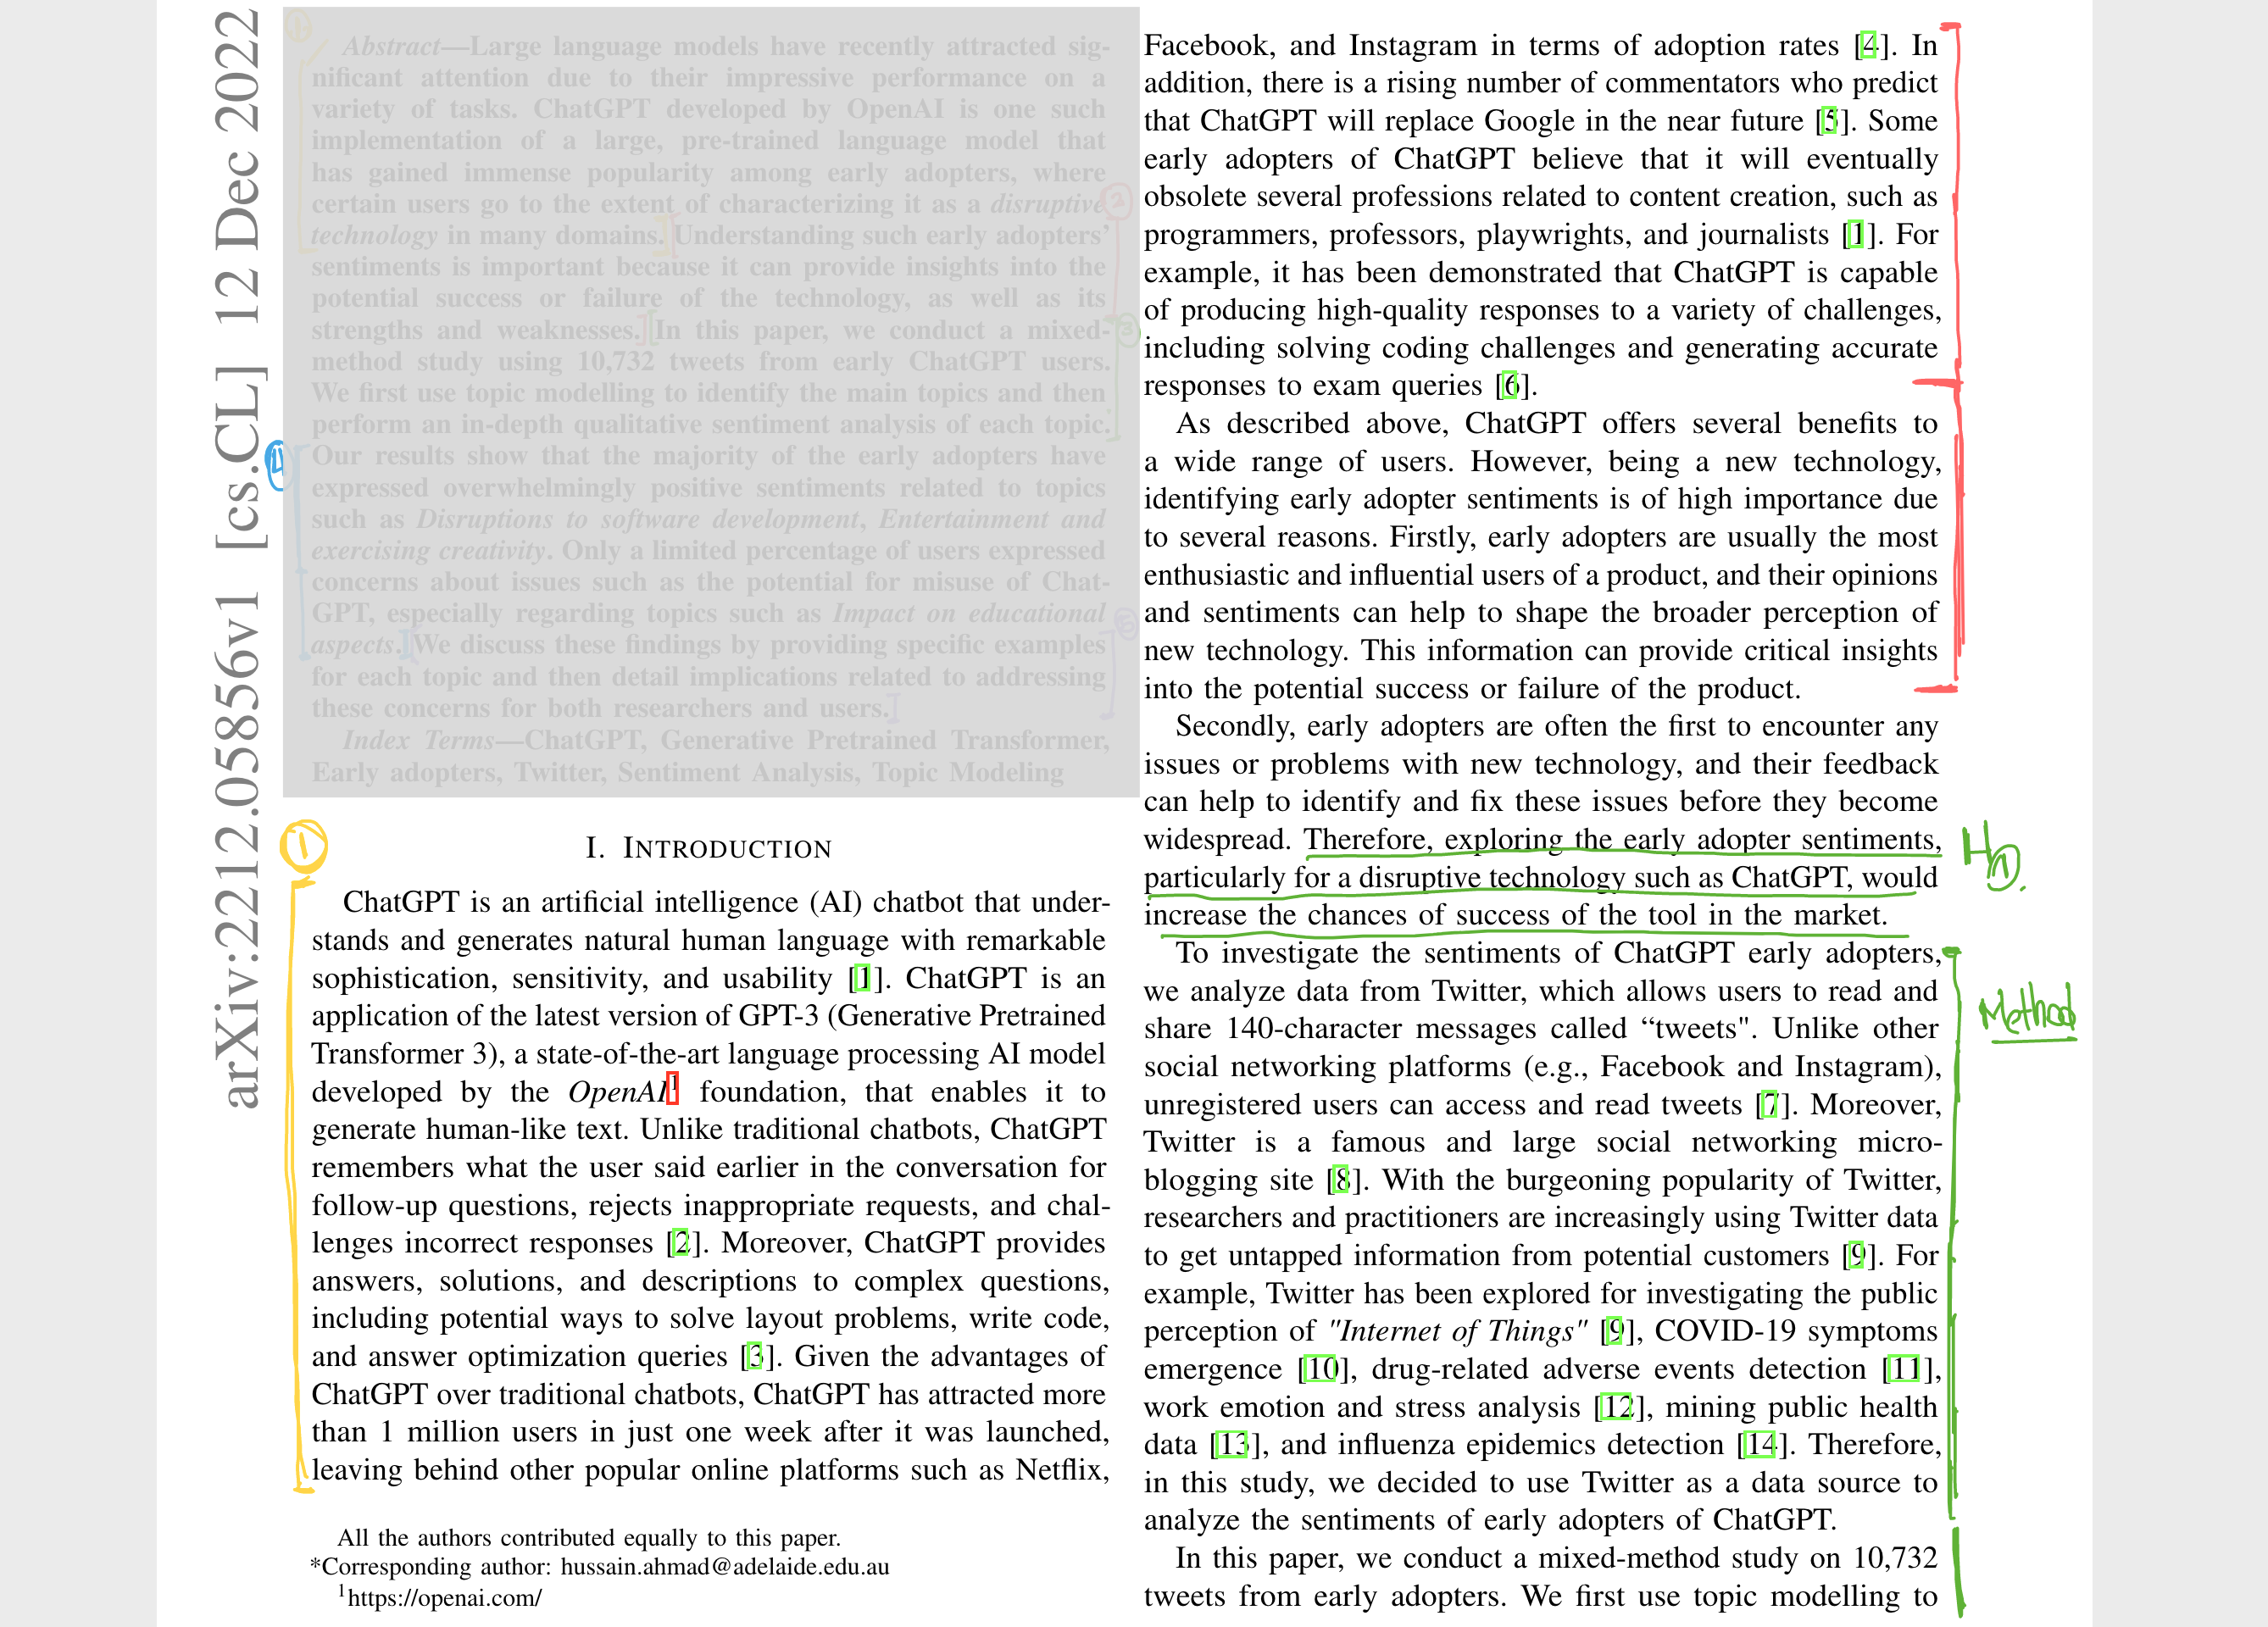 arXiv:2212.05856v1 [cs.CL] 12 Dec 2022
1
Abstract—Large language models have recently attracted sig-
nificant attention due to their impressive performance on a
variety of tasks. ChatGPT developed by OpenAI is one such
implementation of a large, pre-trained language model that
has gained immense popularity among early adopters, where
certain users go to the extent of characterizing it as a disruptive
2
technology in many domains. Understanding such early adopters'
sentiments is important because it can provide insights into the
potential success or failure of the technology, as well as its
strengths and weaknesses. In this paper, we conduct a mixed-
3
method study using 10,732 tweets from early ChatGPT users.
We first use topic modelling to identify the main topics and then
perform an in-depth qualitative sentiment analysis of each topic.
4
Our results show that the majority of the early adopters have
expressed overwhelmingly positive sentiments related to topics
such as Disruptions to software development, Entertainment and
exercising creativity. Only a limited percentage of users expressed
concerns about issues such as the potential for misuse of Chat-
GPT, especially regarding topics such as Impact on educational
5
aspects. We discuss these findings by providing specific examples
for each topic and then detail implications related to addressing
these concerns for both researchers and users.
Index Terms—ChatGPT, Generative Pretrained Transformer,
Early adopters, Twitter, Sentiment Analysis, Topic Modeling
1
I. INTRODUCTION
ChatGPT is an artificial intelligence (AI) chatbot that under-
stands and generates natural human language with remarkable
sophistication, sensitivity, and usability [1]. ChatGPT is an
application of the latest version of GPT-3 (Generative Pretrained
Transformer 3), a state-of-the-art language processing AI model
developed by the OpenAI1 foundation, that enables it to
generate human-like text. Unlike traditional chatbots, ChatGPT
remembers what the user said earlier in the conversation for
follow-up questions, rejects inappropriate requests, and chal-
lenges incorrect responses [2]. Moreover, ChatGPT provides
answers, solutions, and descriptions to complex questions,
including potential ways to solve layout problems, write code,
and answer optimization queries [3]. Given the advantages of
ChatGPT over traditional chatbots, ChatGPT has attracted more
than 1 million users in just one week after it was launched,
leaving behind other popular online platforms such as Netflix,
All the authors contributed equally to this paper.
*Corresponding author: hussain.ahmad@adelaide.edu.au
1https://openai.com/
Facebook, and Instagram in terms of adoption rates [4]. In
addition, there is a rising number of commentators who predict
that ChatGPT will replace Google in the near future [5]. Some
early adopters of ChatGPT believe that it will eventually
obsolete several professions related to content creation, such as
programmers, professors, playwrights, and journalists [1]. For
example, it has been demonstrated that ChatGPT is capable
of producing high-quality responses to a variety of challenges,
including solving coding challenges and generating accurate
responses to exam queries [6].
As described above, ChatGPT offers several benefits to
a wide range of users. However, being a new technology,
identifying early adopter sentiments is of high importance due
to several reasons. Firstly, early adopters are usually the most
enthusiastic and influential users of a product, and their opinions
and sentiments can help to shape the broader perception of
new technology. This information can provide critical insights
into the potential success or failure of the product.
Secondly, early adopters are often the first to encounter any
issues or problems with new technology, and their feedback
can help to identify and fix these issues before they become
widespread. Therefore, exploring the early adopter sentiments,
particularly for a disruptive technology such as ChatGPT, would
increase the chances of success of the tool in the market.
To investigate the sentiments of ChatGPT early adopters,
we analyze data from Twitter, which allows users to read and
Method
share 140-character messages called “tweets". Unlike other
social networking platforms (e.g., Facebook and Instagram),
unregistered users can access and read tweets [7]. Moreover,
Twitter is a famous and large social networking micro-
blogging site [8]. With the burgeoning popularity of Twitter,
researchers and practitioners are increasingly using Twitter data
to get untapped information from potential customers [9]. For
example, Twitter has been explored for investigating the public
perception of "Internet of Things" [9], COVID-19 symptoms
emergence [10], drug-related adverse events detection [11],
work emotion and stress analysis [12], mining public health
data [13], and influenza epidemics detection [14]. Therefore,
in this study, we decided to use Twitter as a data source to
analyze the sentiments of early adopters of ChatGPT.
In this paper, we conduct a mixed-method study on 10,732
tweets from early adopters. We first use topic modelling to